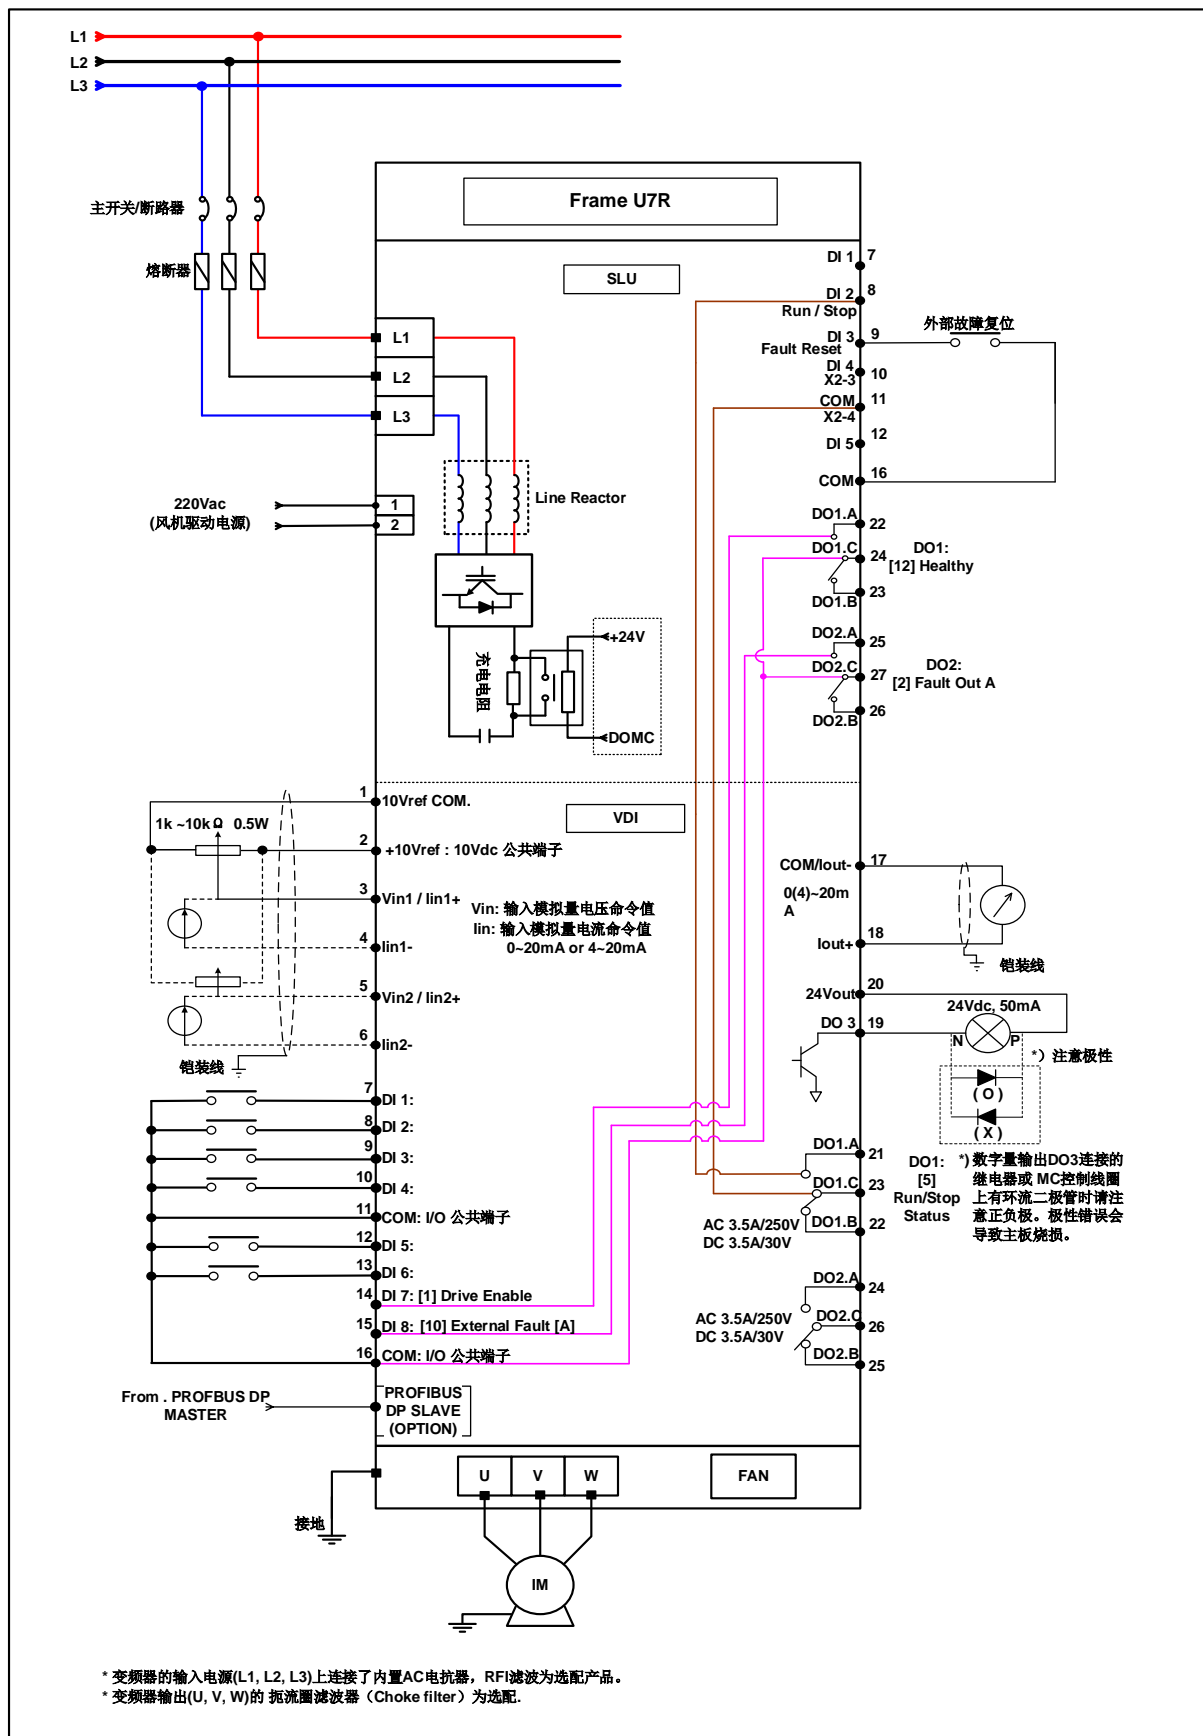 L1
L2
L3
主开关/断路器
熔断器
Frame U7R
SLU
DI 1
7
DI 2
8
Run / Stop
DI 3
9
Fault Reset
外部故障复位
DI 4
X2-3
10
COM
11
X2-4
DI 5
12
COM
16
L1
L2
L3
Line Reactor
220Vac
(风机驱动电源)
1
2
DO1.A
22
DO1.C
24
DO1:
[12] Healthy
DO1.B
23
DO2.A
25
DO2.C
27
DO2:
[2] Fault Out A
DO2.B
26
充电电阻
+24V
DOMC
VDI
1
10Vref COM.
1k ~10k Ω 0.5W
2
+10Vref : 10Vdc 公共端子
3
Vin1 / Iin1+
4
Iin1-
Vin: 输入模拟量电压命令值
Iin: 输入模拟量电流命令值
0~20mA or 4~20mA
5
Vin2 / Iin2+
6
Iin2-
铠装线
COM/Iout-
17
0(4)~20m
A
Iout+
18
铠装线
24Vout
20
24Vdc, 50mA
DO 3
19
N
P
*）注意极性
( O )
( X )
7
DI 1:
8
DI 2:
9
DI 3:
10
DI 4:
11
COM: I/O 公共端子
12
DI 5:
13
DI 6:
14
DI 7: [1] Drive Enable
15
DI 8: [10] External Fault [A]
16
COM: I/O 公共端子
DO1.A
21
DO1.C
23
DO1.B
22
AC 3.5A/250V
DC 3.5A/30V
DO1:
[5]
Run/Stop
Status
*) 数字量输出DO3连接的
继电器或 MC控制线圈
上有环流二极管时请注
意正负极。极性错误会
导致主板烧损。
DO2.A
24
DO2.C
26
DO2.B
25
AC 3.5A/250V
DC 3.5A/30V
From . PROFBUS DP
MASTER
PROFIBUS
DP SLAVE
(OPTION)
U
V
W
FAN
接地
IM
* 变频器的输入电源(L1, L2, L3)上连接了内置AC电抗器，RFI滤波为选配产品。
* 变频器输出(U, V, W)的 扼流圈滤波器（Choke filter）为选配.